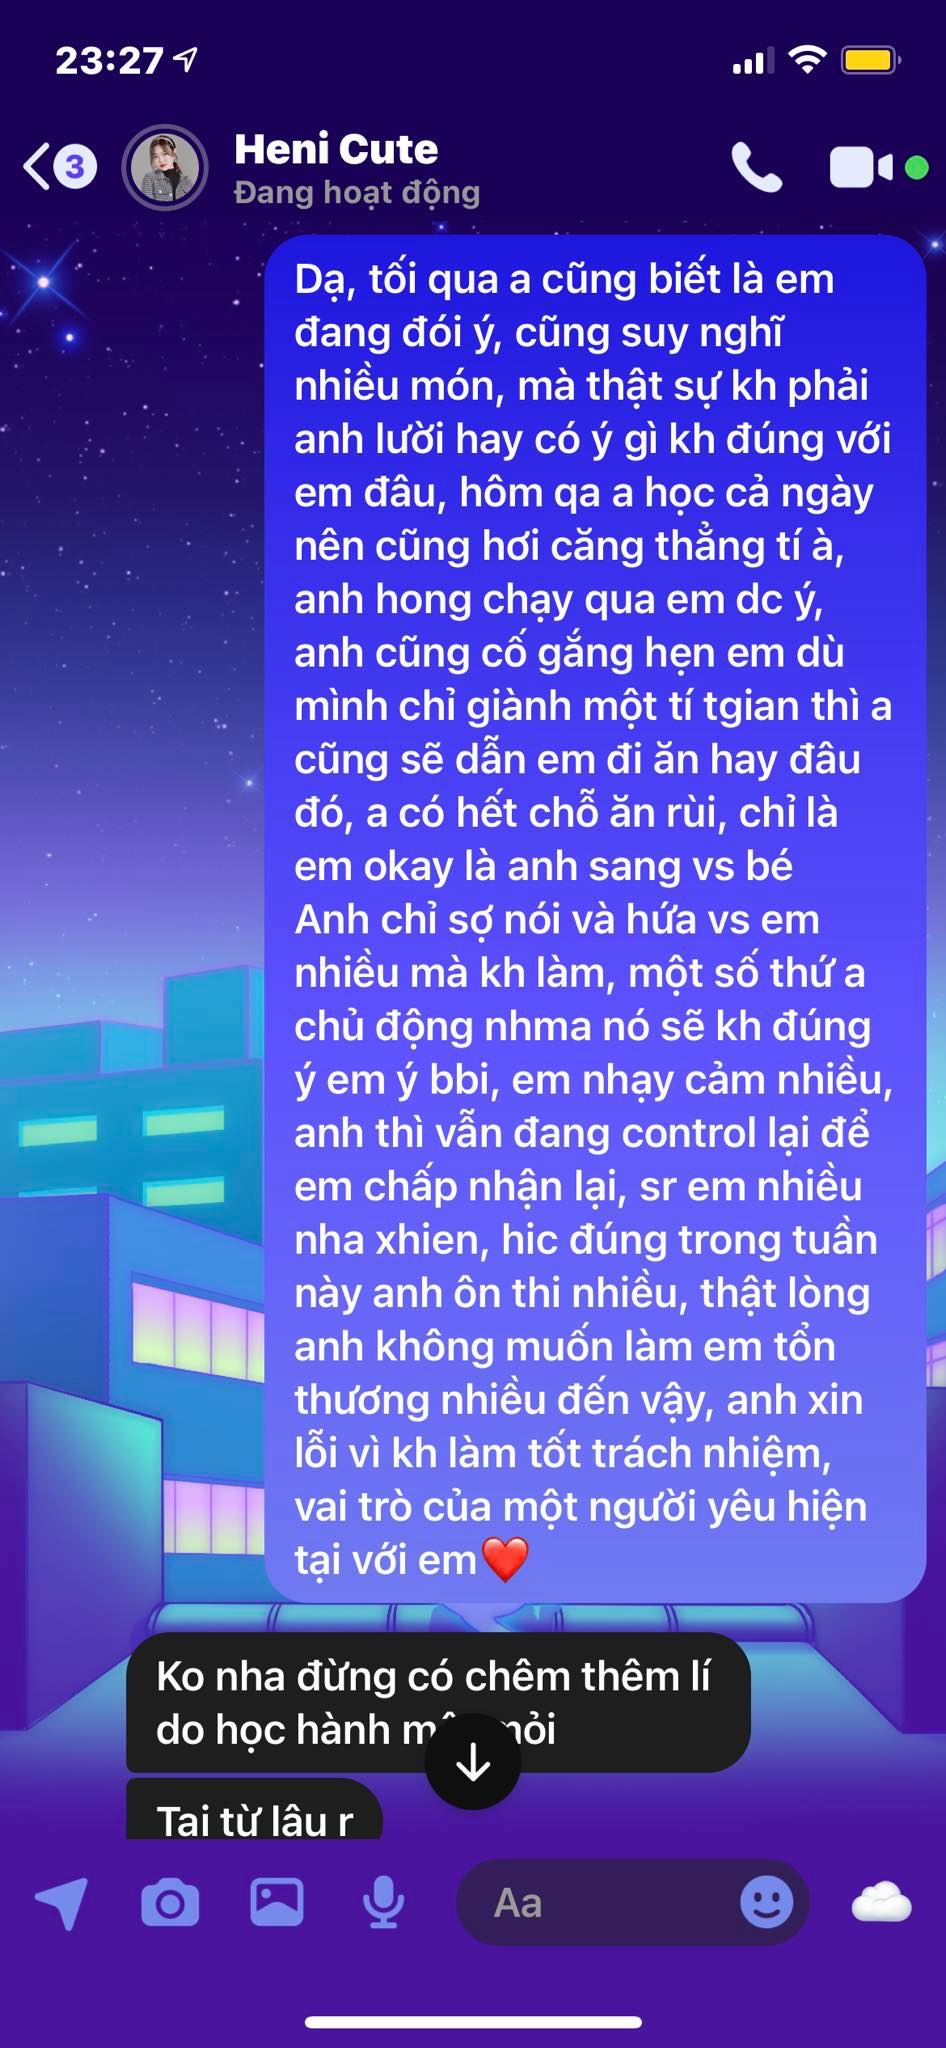 23:27
3
Heni Cute
Đang hoạt động
Dạ, tối qua a cũng biết là em
đang đói ý, cũng suy nghĩ
nhiều món, mà thật sự kh phải
anh lười hay có ý gì kh đúng với
em đâu, hôm qa a học cả ngày
nên cũng hơi căng thẳng tí à,
anh hong chạy qua em dc ý,
anh cũng cố gắng hẹn em dù
mình chỉ giành một tí tgian thì a
cũng sẽ dẫn em đi ăn hay đâu
đó, a có hết chỗ ăn rùi, chỉ là
em okay là anh sang vs bé
Anh chỉ sợ nói và hứa vs em
nhiều mà kh làm, một số thứ a
chủ động nhma nó sẽ kh đúng
ý em ý bbi, em nhạy cảm nhiều,
anh thì vẫn đang control lại để
em chấp nhận lại, sr em nhiều
nha xhien, hic đúng trong tuần
này anh ôn thi nhiều, thật lòng
anh không muốn làm em tổn
thương nhiều đến vậy, anh xin
lỗi vì kh làm tốt trách nhiệm,
vai trò của một người yêu hiện
tại với em❤️
Ko nha đừng có chêm thêm lí
do học hành
Tai từ lâu r
Aa